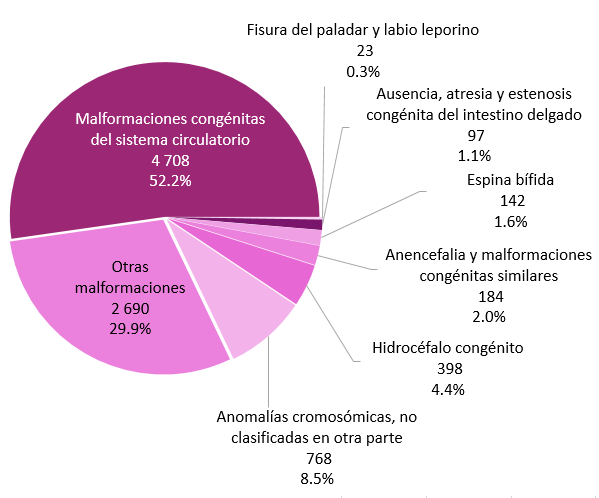 Fisura del paladar y labio leporino
23
0.3%
Ausencia, atresia y estenosis
congénita del intestino delgado
97
1.1%
Espina bífida
142
1.6%
Anencefalia y malformaciones
congénitas similares
184
2.0%
Hidrocéfalo congénito
398
4.4%
Anomalías cromosómicas, no
clasificadas en otra parte
768
8.5%
Otras
malformaciones
2 690
29.9%
Malformaciones congénitas
del sistema circulatorio
4 708
52.2%